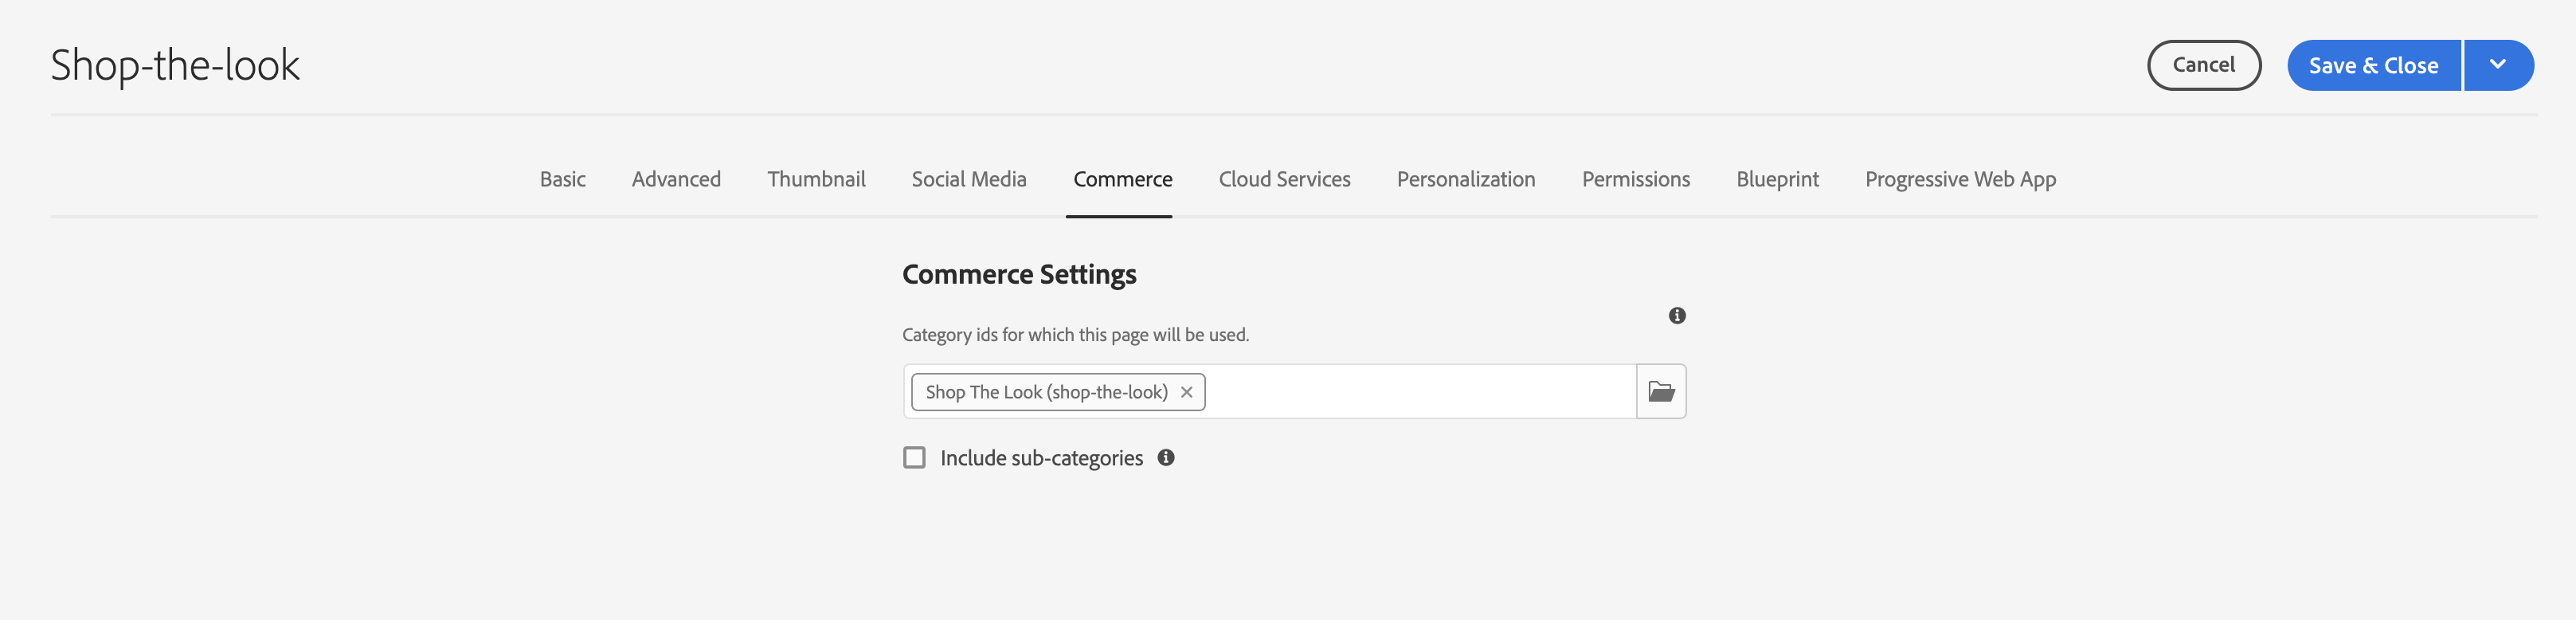 Shop-the-look
Cancel
Save & Close
Basic Advanced Thumbnail Social Media Commerce Cloud Services Personalization Permissions Blueprint Progressive Web App
Commerce Settings
Category ids for which this page will be used.
Shop The Look (shop-the-look)
Include sub-categories